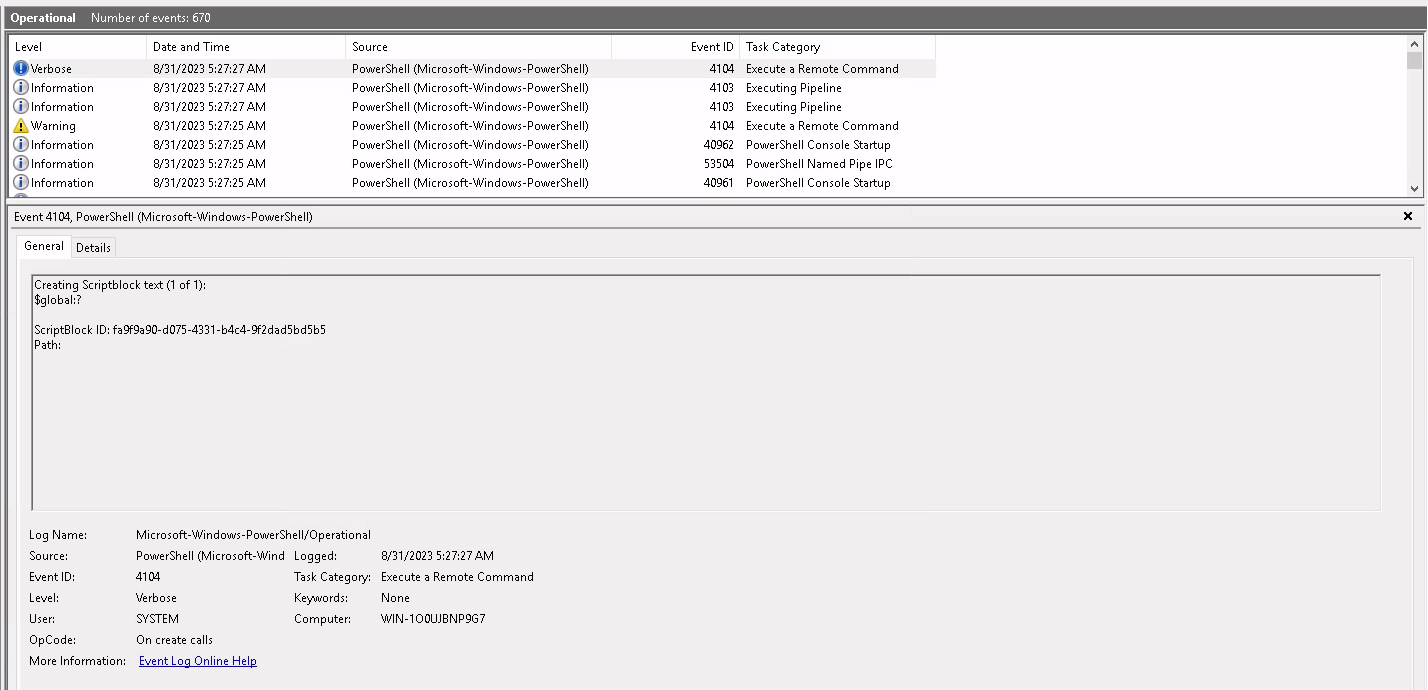 Operational Number of events: 670
Level Date and Time Source Event ID Task Category
Verbose 8/31/2023 5:27:27 AM PowerShell (Microsoft-Windows-PowerShell) 4104 Execute a Remote Command
Information 8/31/2023 5:27:27 AM PowerShell (Microsoft-Windows-PowerShell) 4103 Executing Pipeline
Information 8/31/2023 5:27:27 AM PowerShell (Microsoft-Windows-PowerShell) 4103 Executing Pipeline
Warning 8/31/2023 5:27:25 AM PowerShell (Microsoft-Windows-PowerShell) 4104 Execute a Remote Command
Information 8/31/2023 5:27:25 AM PowerShell (Microsoft-Windows-PowerShell) 40962 PowerShell Console Startup
Information 8/31/2023 5:27:25 AM PowerShell (Microsoft-Windows-PowerShell) 53504 PowerShell Named Pipe IPC
Information 8/31/2023 5:27:25 AM PowerShell (Microsoft-Windows-PowerShell) 40961 PowerShell Console Startup
Event 4104, PowerShell (Microsoft-Windows-PowerShell)
General Details
Creating Scriptblock text (1 of 1):
$global:?
ScriptBlock ID: fa9f9a90-d075-4331-b4c4-9f2dad5bd5b5
Path:
Log Name: Microsoft-Windows-PowerShell/Operational
Source: PowerShell (Microsoft-Wind Logged: 8/31/2023 5:27:27 AM
Event ID: 4104 Task Category: Execute a Remote Command
Level: Verbose Keywords: None
User: SYSTEM Computer: WIN-1O0UJBNP9G7
OpCode: On create calls
More Information: Event Log Online Help